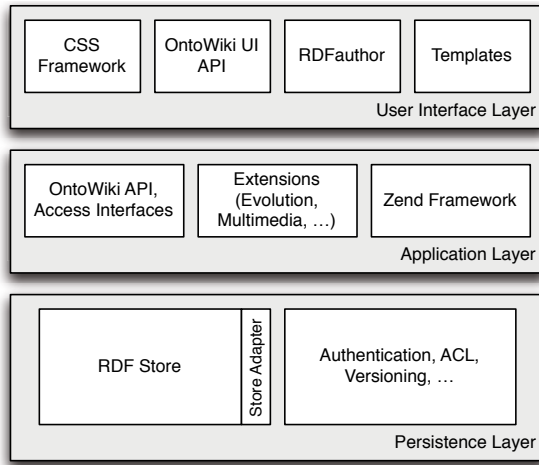 CSS
Framework
OntoWiki UI
API
RDFauthor
Templates
User Interface Layer
OntoWiki API,
Access Interfaces
Extensions
(Evolution,
Multimedia, …)
Zend Framework
Application Layer
RDF Store
Store Adapter
Authentication, ACL,
Versioning, …
Persistence Layer